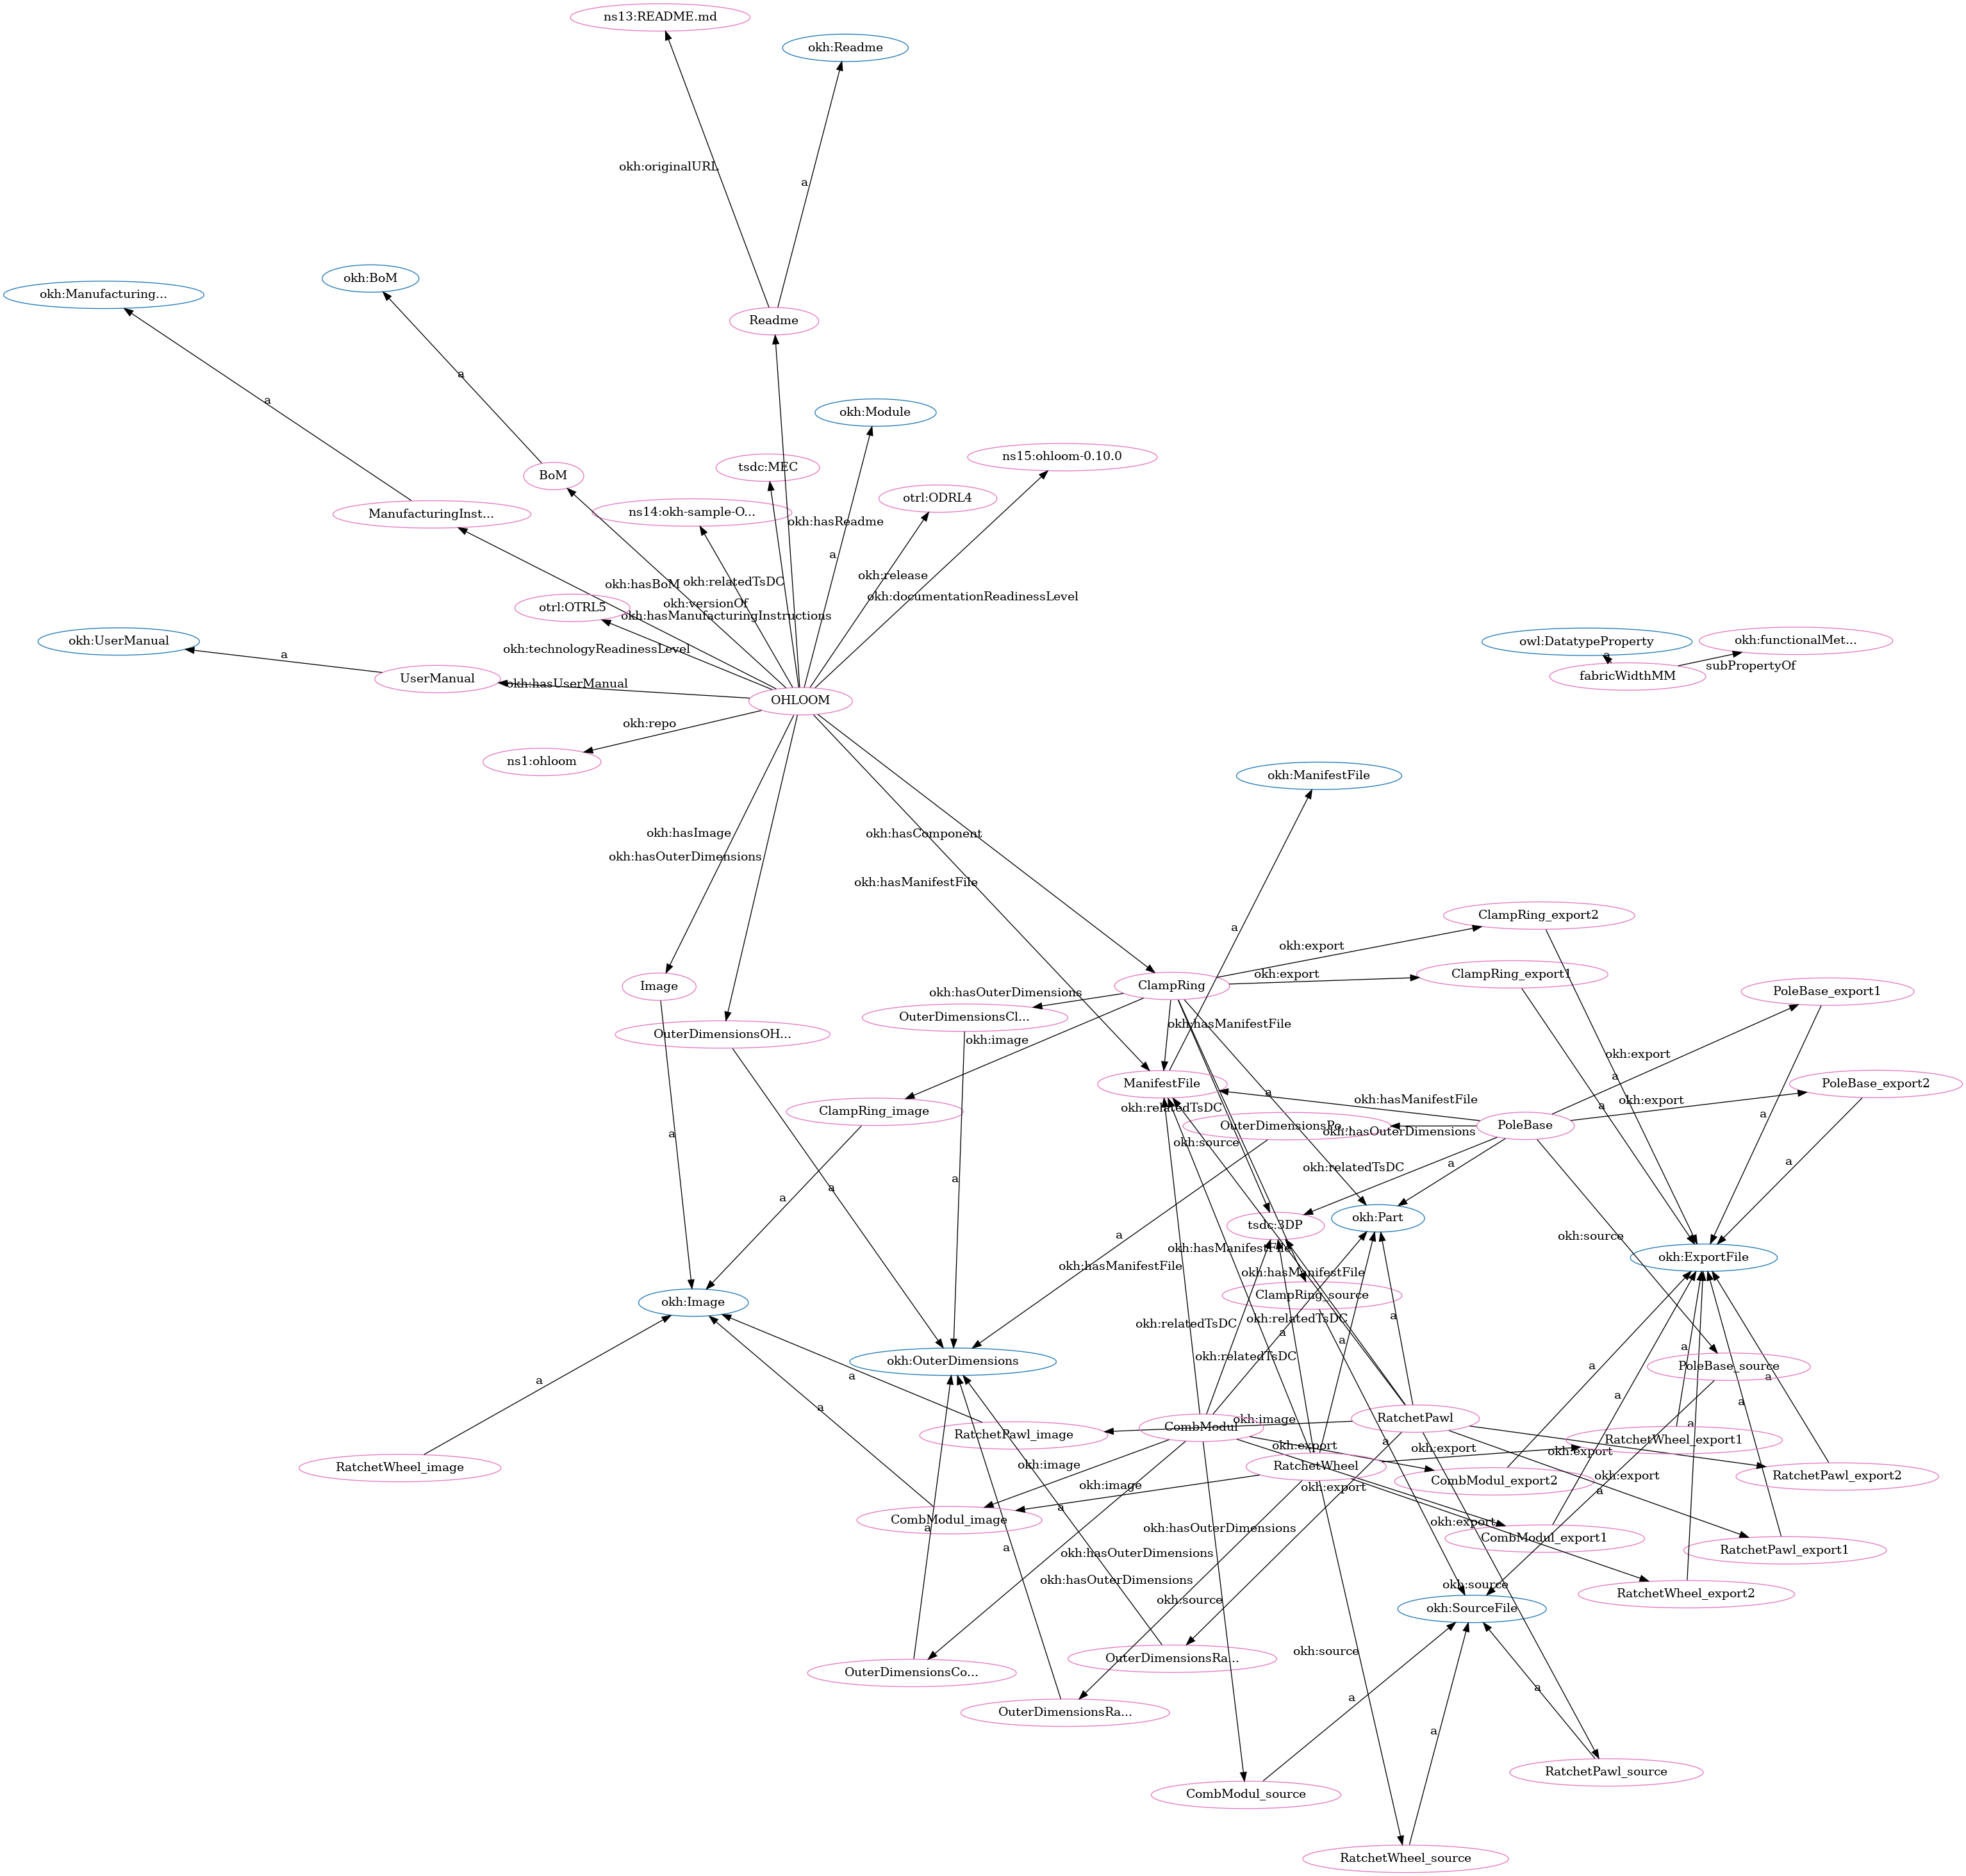 ns13:README.md
okh:Readme
okh:originalURL
a
okh:BoM
okh:Manufacturing...
Readme
a
a
okh:Module
ns15:ohloom-0.10.0
tsdc:MEC
BoM
otrl:ODRL4
ManufacturingInst...
ns14:okh-sample-O...
okh:hasReadme
a
okh:release
okh:relatedTsDC
okh:hasBoM
okh:documentationReadinessLevel
okh:versionOf
otrl:OTRL5
okh:hasManufacturingInstructions
okh:UserManual
owl:DatatypeProperty
okh:functionalMet...
okh:technologyReadinessLevel
a
a
subPropertyOf
UserManual
okh:hasUserManual
fabricWidthMM
OHLOOM
okh:repo
ns1:ohloom
okh:ManifestFile
okh:hasImage
okh:hasComponent
okh:hasOuterDimensions
okh:hasManifestFile
ClampRing_export2
a
okh:export
okh:export
ClampRing_export1
Image
ClampRing
okh:hasOuterDimensions
PoleBase_export1
OuterDimensionsCl...
okh:hasManifestFile
OuterDimensionsOH...
okh:image
okh:export
a
ManifestFile
PoleBase_export2
a
okh:hasManifestFile
okh:export
ClampRing_image
okh:relatedTsDC
a
a
OuterDimensionsPo...
PoleBase
okh:hasOuterDimensions
a
okh:source
okh:relatedTsDC
a
a
a
a
a
a
tsdc:3DP
okh:Part
okh:source
a
okh:hasManifestFile
okh:ExportFile
okh:hasManifestFile
okh:hasManifestFile
okh:Image
ClampRing_source
okh:relatedTsDC
okh:relatedTsDC
a
a
a
okh:relatedTsDC
okh:OuterDimensions
a
PoleBase_source
a
a
a
a
a
a
a
okh:image
RatchetPawl
CombModul
RatchetPawl_image
a
okh:export
okh:export
okh:export
RatchetWheel_export1
a
RatchetWheel_image
okh:image
RatchetWheel
okh:export
RatchetPawl_export2
okh:image
okh:export
CombModul_export2
a
a
CombModul_image
a
okh:hasOuterDimensions
okh:export
CombModul_export1
a
okh:hasOuterDimensions
RatchetPawl_export1
okh:hasOuterDimensions
okh:source
okh:source
RatchetWheel_export2
okh:SourceFile
okh:source
OuterDimensionsRa...
OuterDimensionsCo...
a
a
OuterDimensionsRa...
a
RatchetPawl_source
CombModul_source
RatchetWheel_source